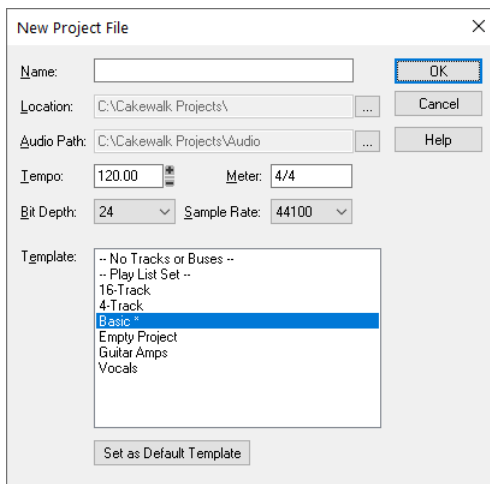 New Project File
Name:
OK
Location: C:\Cakewalk Projects\ ...
Cancel
Audio Path: C:\Cakewalk Projects\Audio ...
Help
Tempo: 120.00 Meter: 4/4
Bit Depth: 24 Sample Rate: 44100
Template:
-- No Tracks or Buses --
-- Play List Set --
16-Track
4-Track
Basic *
Empty Project
Guitar Amps
Vocals
Set as Default Template